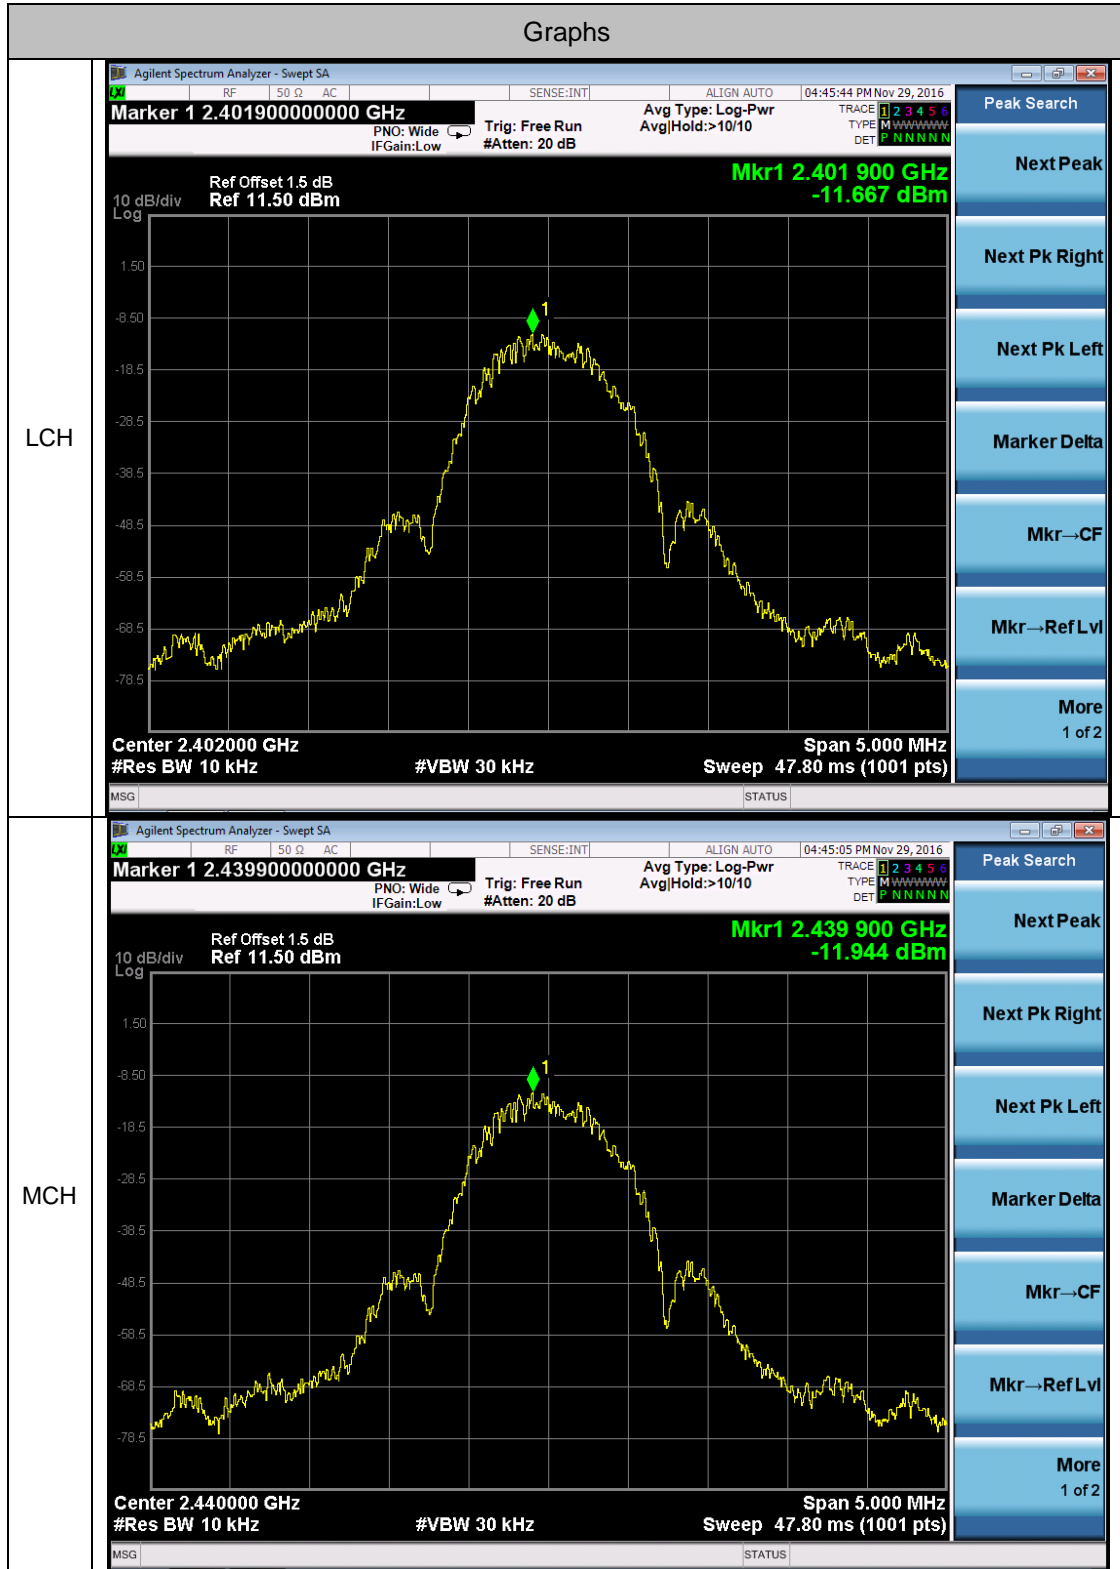 Graphs
LCH
Agilent Spectrum Analyzer - Swept SA
LXI RF 50 Ω AC SENSE:INT ALIGN AUTO 04:45:44 PM Nov 29, 2016
Marker 1 2.401900000000 GHz
PNO: Wide
IFGain:Low
Trig: Free Run
#Atten: 20 dB
Avg Type: Log-Pwr
Avg|Hold:>10/10
TRACE 1 2 3 4 5 6
TYPE M W W W W W
DET P N N N N N
Mkr1 2.401 900 GHz
-11.667 dBm
Ref Offset 1.5 dB
10 dB/div Ref 11.50 dBm
Log
1.50
-8.50
-18.5
-28.5
-38.5
-48.5
-58.5
-68.5
-78.5
1
Center 2.402000 GHz
Span 5.000 MHz
#Res BW 10 kHz
#VBW 30 kHz
Sweep 47.80 ms (1001 pts)
MSG
STATUS
Peak Search
Next Peak
Next Pk Right
Next Pk Left
Marker Delta
Mkr→CF
Mkr→Ref Lvl
More
1 of 2
MCH
Agilent Spectrum Analyzer - Swept SA
LXI RF 50 Ω AC SENSE:INT ALIGN AUTO 04:45:05 PM Nov 29, 2016
Marker 1 2.439900000000 GHz
PNO: Wide
IFGain:Low
Trig: Free Run
#Atten: 20 dB
Avg Type: Log-Pwr
Avg|Hold:>10/10
TRACE 1 2 3 4 5 6
TYPE M W W W W W
DET P N N N N N
Mkr1 2.439 900 GHz
-11.944 dBm
Ref Offset 1.5 dB
10 dB/div Ref 11.50 dBm
Log
1.50
-8.50
-18.5
-28.5
-38.5
-48.5
-58.5
-68.5
-78.5
1
Center 2.440000 GHz
Span 5.000 MHz
#Res BW 10 kHz
#VBW 30 kHz
Sweep 47.80 ms (1001 pts)
MSG
STATUS
Peak Search
Next Peak
Next Pk Right
Next Pk Left
Marker Delta
Mkr→CF
Mkr→Ref Lvl
More
1 of 2